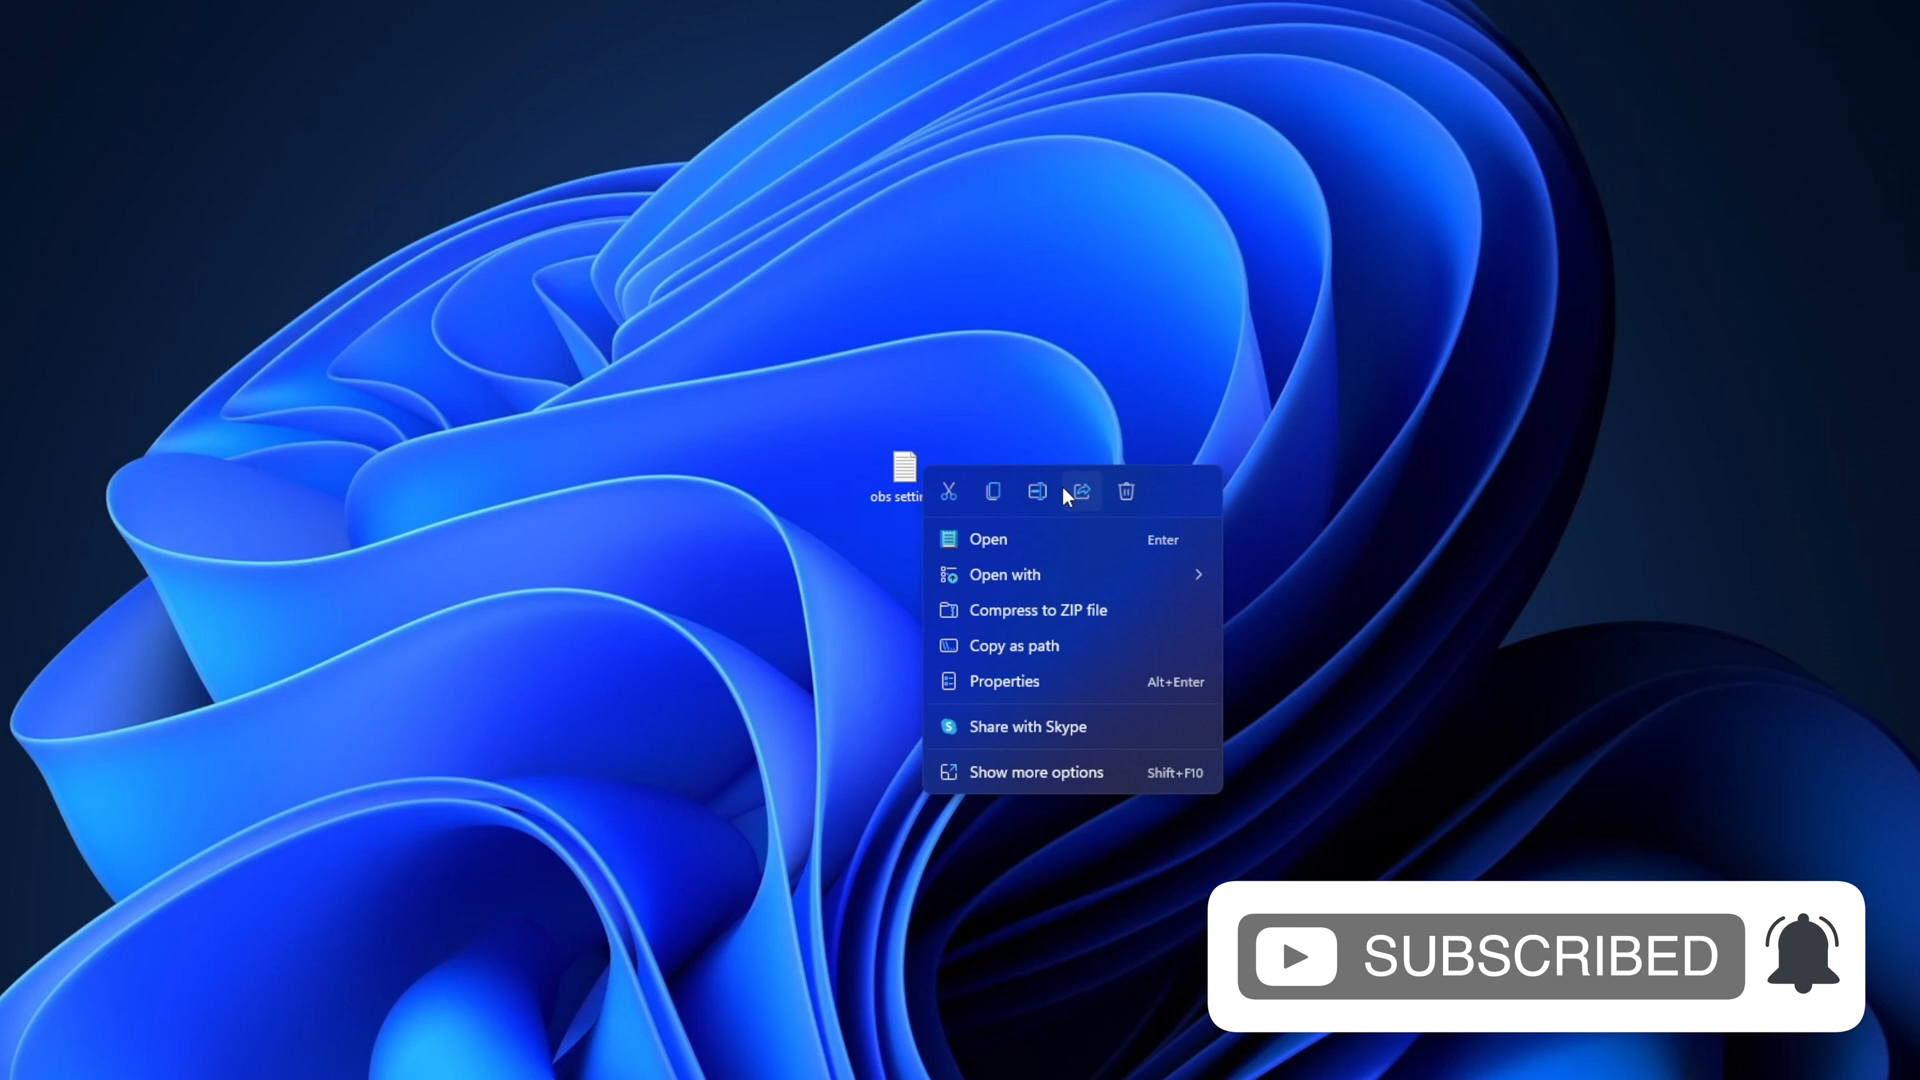 obs settin
Open Enter
Open with
Compress to ZIP file
Copy as path
Properties Alt+Enter
Share with Skype
Show more options Shift+F10
SUBSCRIBED